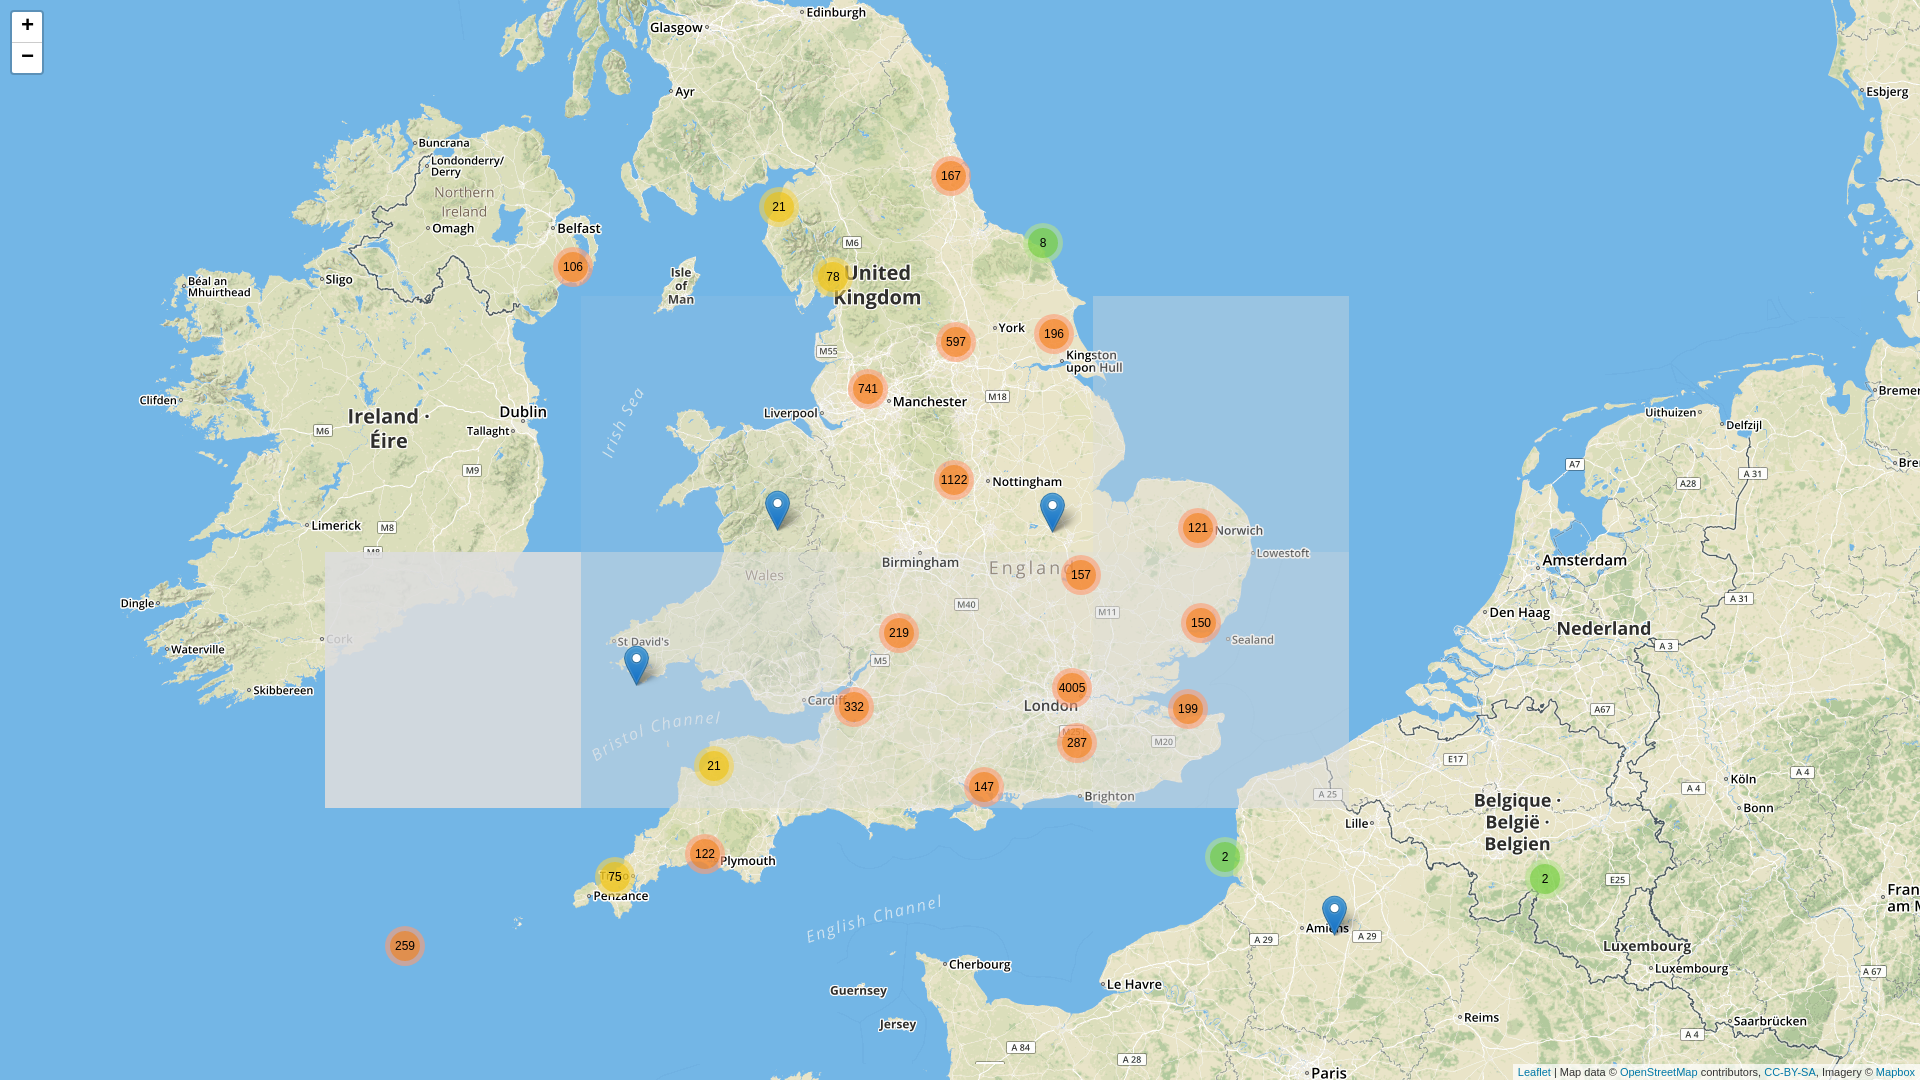 +
−
Edinburgh
Glasgow
Ayr
Esbjerg
Buncrana
Londonderry/
Derry
Northern
Ireland
Omagh
Belfast
167
21
M6
8
106
78
United
Kingdom
Isle
of
Man
Sligo
Béal an
Mhuirthead
York
196
597
M55
Kingston
upon Hull
741
Manchester
M18
Liverpool
Clifden
Ireland ·
Éire
Dublin
Tallaght
M6
M9
Irish Sea
Bremer
Uithuizen
Delfzijl
A7
A 31
A28
Bre
1122
Nottingham
Limerick
M8
M8
121
Norwich
Lowestoft
Birmingham
England
157
Wales
Amsterdam
A 31
Dingle
M40
M11
Den Haag
Nederland
219
150
Sealand
Cork
St David's
Waterville
M5
A 3
Skibbereen
Cardiff
332
4005
London
199
A67
Bristol Channel
287
M20
E17
21
147
Brighton
A 25
Köln
A 4
A 4
Bonn
Belgique ·
België ·
Belgien
Lille
122
Plymouth
2
75
Penzance
2
E25
Fran
am M
English Channel
Amiens
A 29
A 29
259
Luxembourg
Luxembourg
A 67
Cherbourg
Le Havre
Guernsey
Jersey
Reims
Saarbrücken
A 4
A 84
A 28
Paris
Leaflet | Map data © OpenStreetMap contributors, CC-BY-SA, Imagery © Mapbox